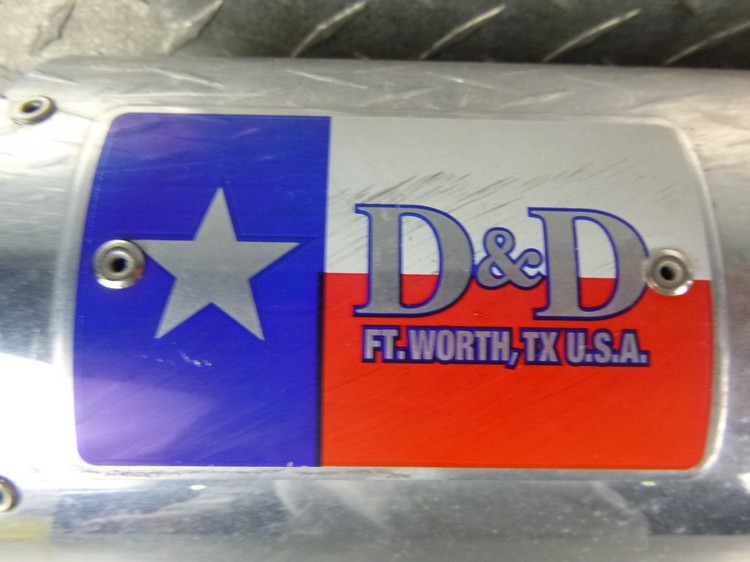 D&D
FT. WORTH, TX U.S.A.